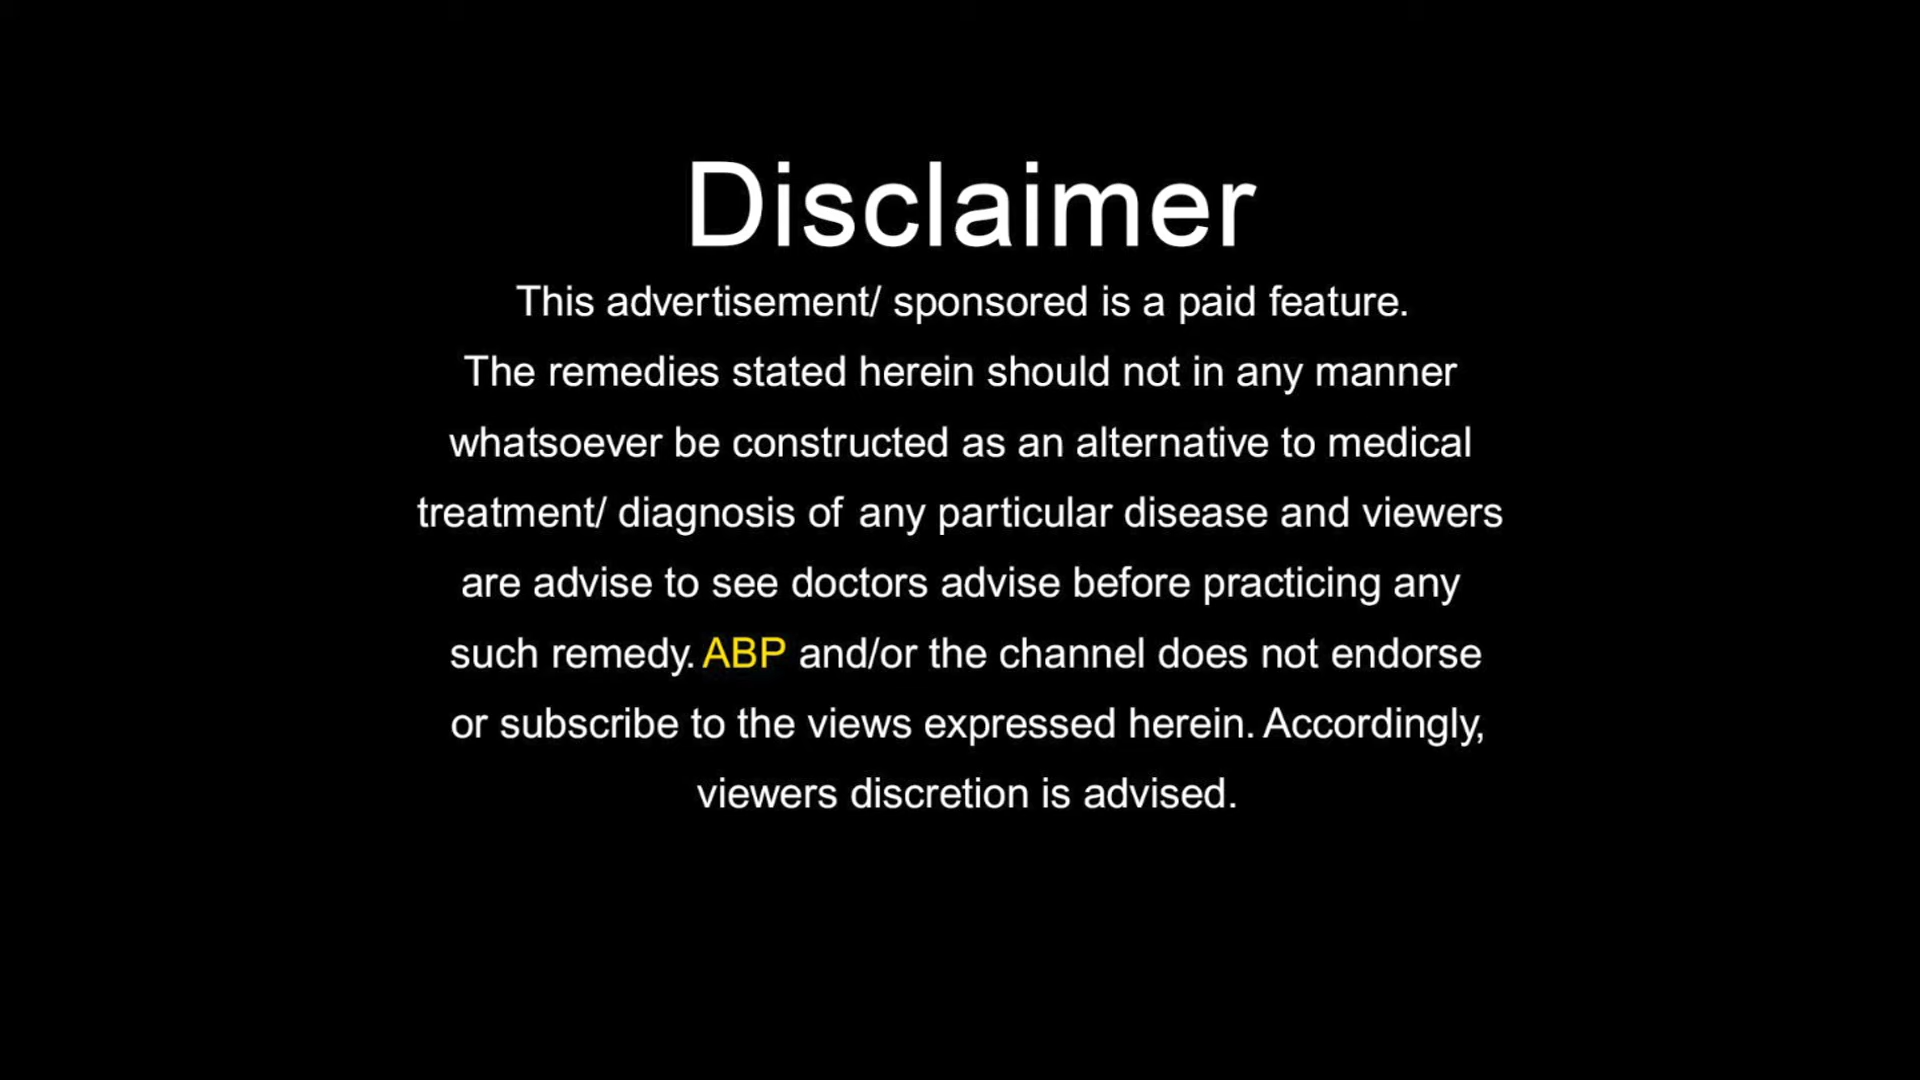 Disclaimer
This advertisement/ sponsored is a paid feature.
The remedies stated herein should not in any manner
whatsoever be constructed as an alternative to medical
treatment/ diagnosis of any particular disease and viewers
are advise to see doctors advise before practicing any
such remedy. ABP and/or the channel does not endorse
or subscribe to the views expressed herein. Accordingly,
viewers discretion is advised.